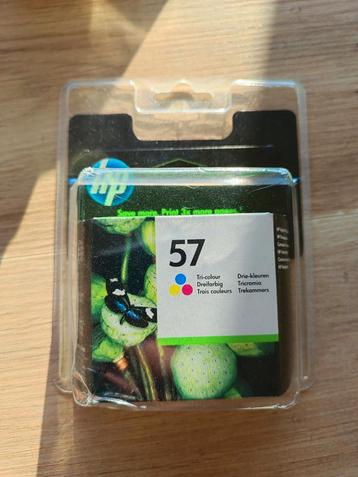 hp
Save more. Print 3x more pages.
57
Tri-colour Drie-kleuren
Dreifarbig Tricromia
Trois couleurs Trekammers